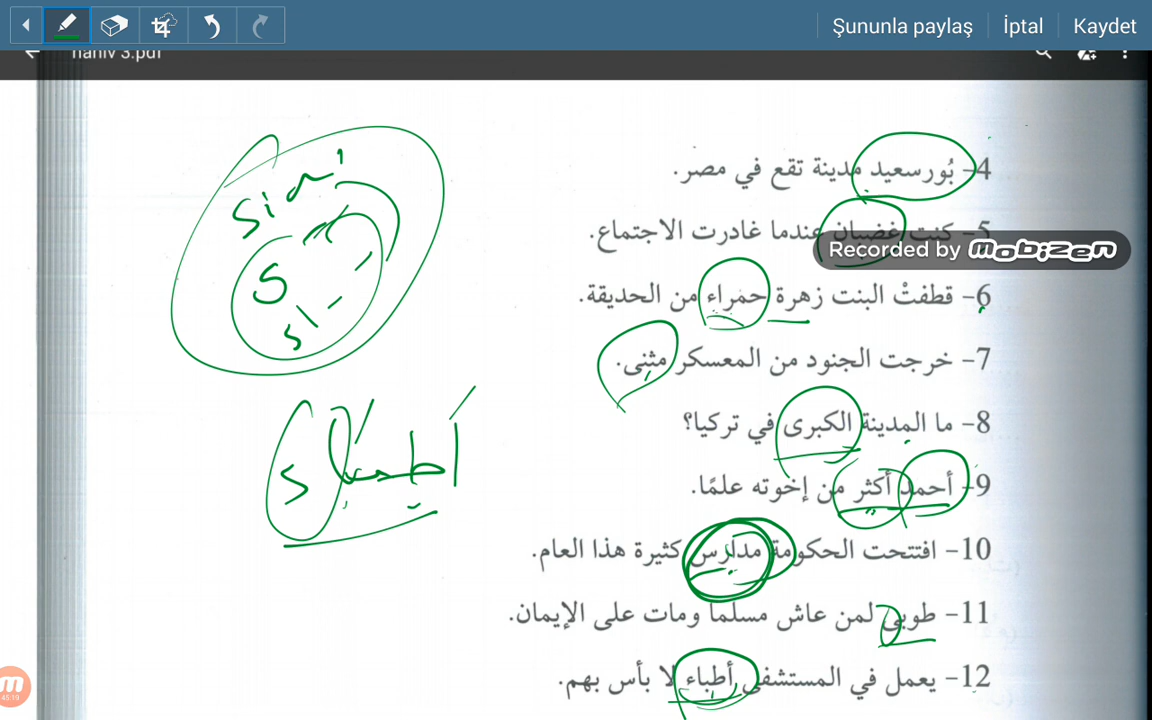 Şununla paylaş İptal Kaydet
nahiv 3.pdf
4- بُورسعيد مدينة تقع في مصر.
5- كنت غضبان عندما غادرت الاجتماع.
Recorded by mobizen
6- قطفتْ البنت زهرة حمراء من الحديقة.
7- خرجت الجنود من المعسكر مثنى.
8- ما المدينة الكبرى في تركيا؟
9- أحمد أكثر من إخوته علمًا.
10- افتتحت الحكومة مدارس كثيرة هذا العام.
11- طوبى لمن عاش مسلما ومات على الإيمان.
12- يعمل في المستشفى أطباء لا بأس بهم.
45:19